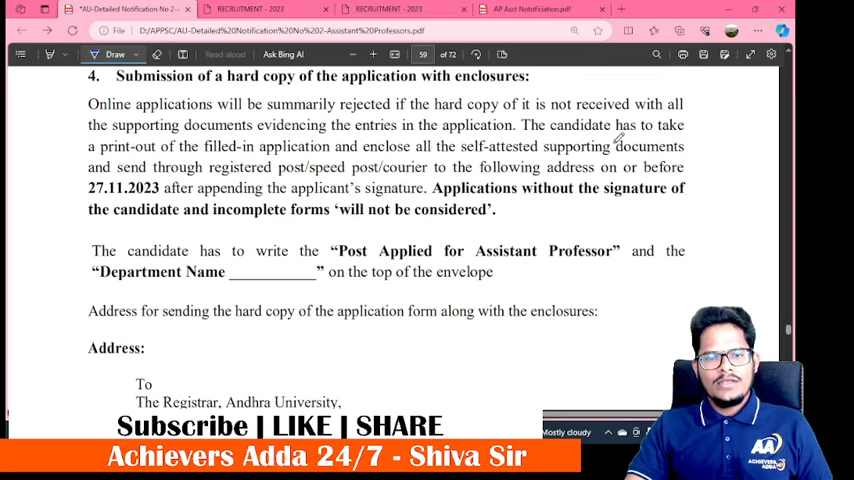 *AU-Detailed Notification No 2-
RECRUITMENT - 2023
RECRUITMENT - 2023
AP Asst Notoficiation.pdf
File
D:/APPSC/AU-Detailed%20Notification%20No%202-Assistant%20Professors.pdf
Draw
Read aloud
Ask Bing AI
59 of 72
4. Submission of a hard copy of the application with enclosures:
Online applications will be summarily rejected if the hard copy of it is not received with all
the supporting documents evidencing the entries in the application. The candidate has to take
a print-out of the filled-in application and enclose all the self-attested supporting documents
and send through registered post/speed post/courier to the following address on or before
27.11.2023 after appending the applicant's signature. Applications without the signature of
the candidate and incomplete forms 'will not be considered'.
The candidate has to write the "Post Applied for Assistant Professor" and the
"Department Name ___________" on the top of the envelope
Address for sending the hard copy of the application form along with the enclosures:
Address:
To
The Registrar, Andhra University,
Subscribe | LIKE | SHARE
Mostly cloudy
Achievers Adda 24/7 - Shiva Sir
AA
ACHIEVERS
ADDA